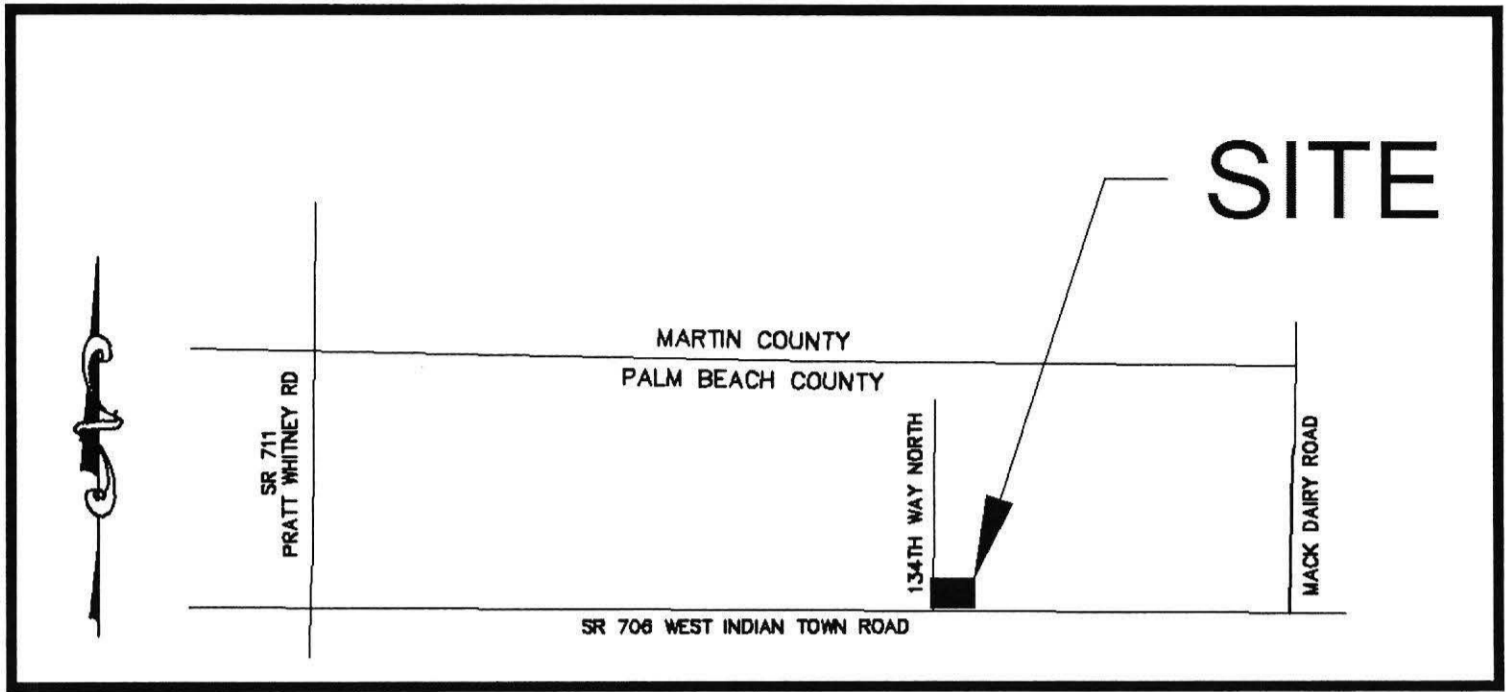 SITE
MARTIN COUNTY
PALM BEACH COUNTY
SR 711
PRATT WHITNEY RD
134TH WAY NORTH
MACK DAIRY ROAD
SR 706 WEST INDIAN TOWN ROAD